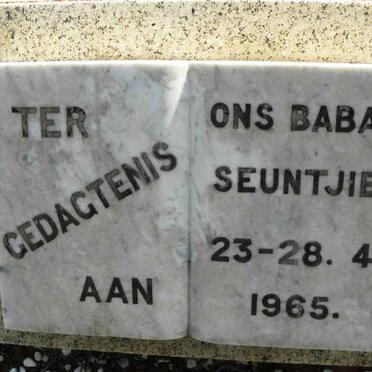 TER
GEDAGTENIS
AAN
ONS BABA
SEUNTJIE
23-28. 4
1965.